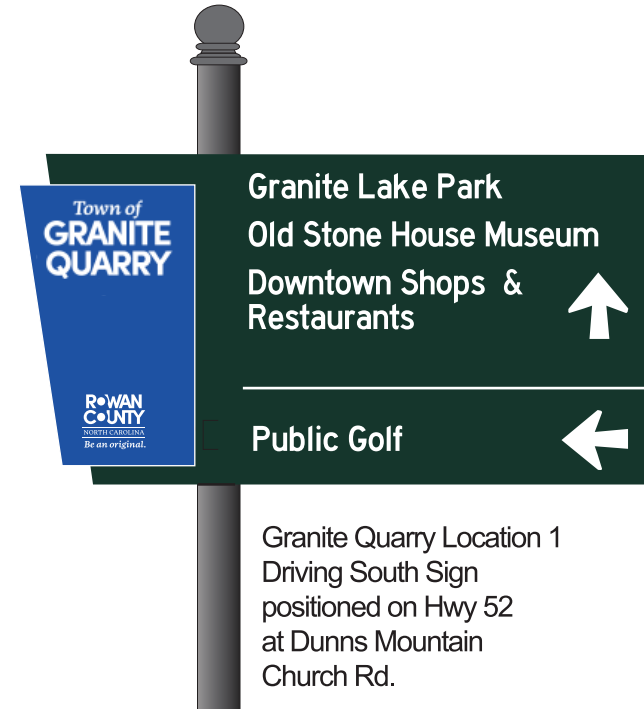 Town of
GRANITE
QUARRY
ROWAN
COUNTY
NORTH CAROLINA
Be an original.
Granite Lake Park
Old Stone House Museum
Downtown Shops &
Restaurants
Public Golf
Granite Quarry Location 1
Driving South Sign
positioned on Hwy 52
at Dunns Mountain
Church Rd.